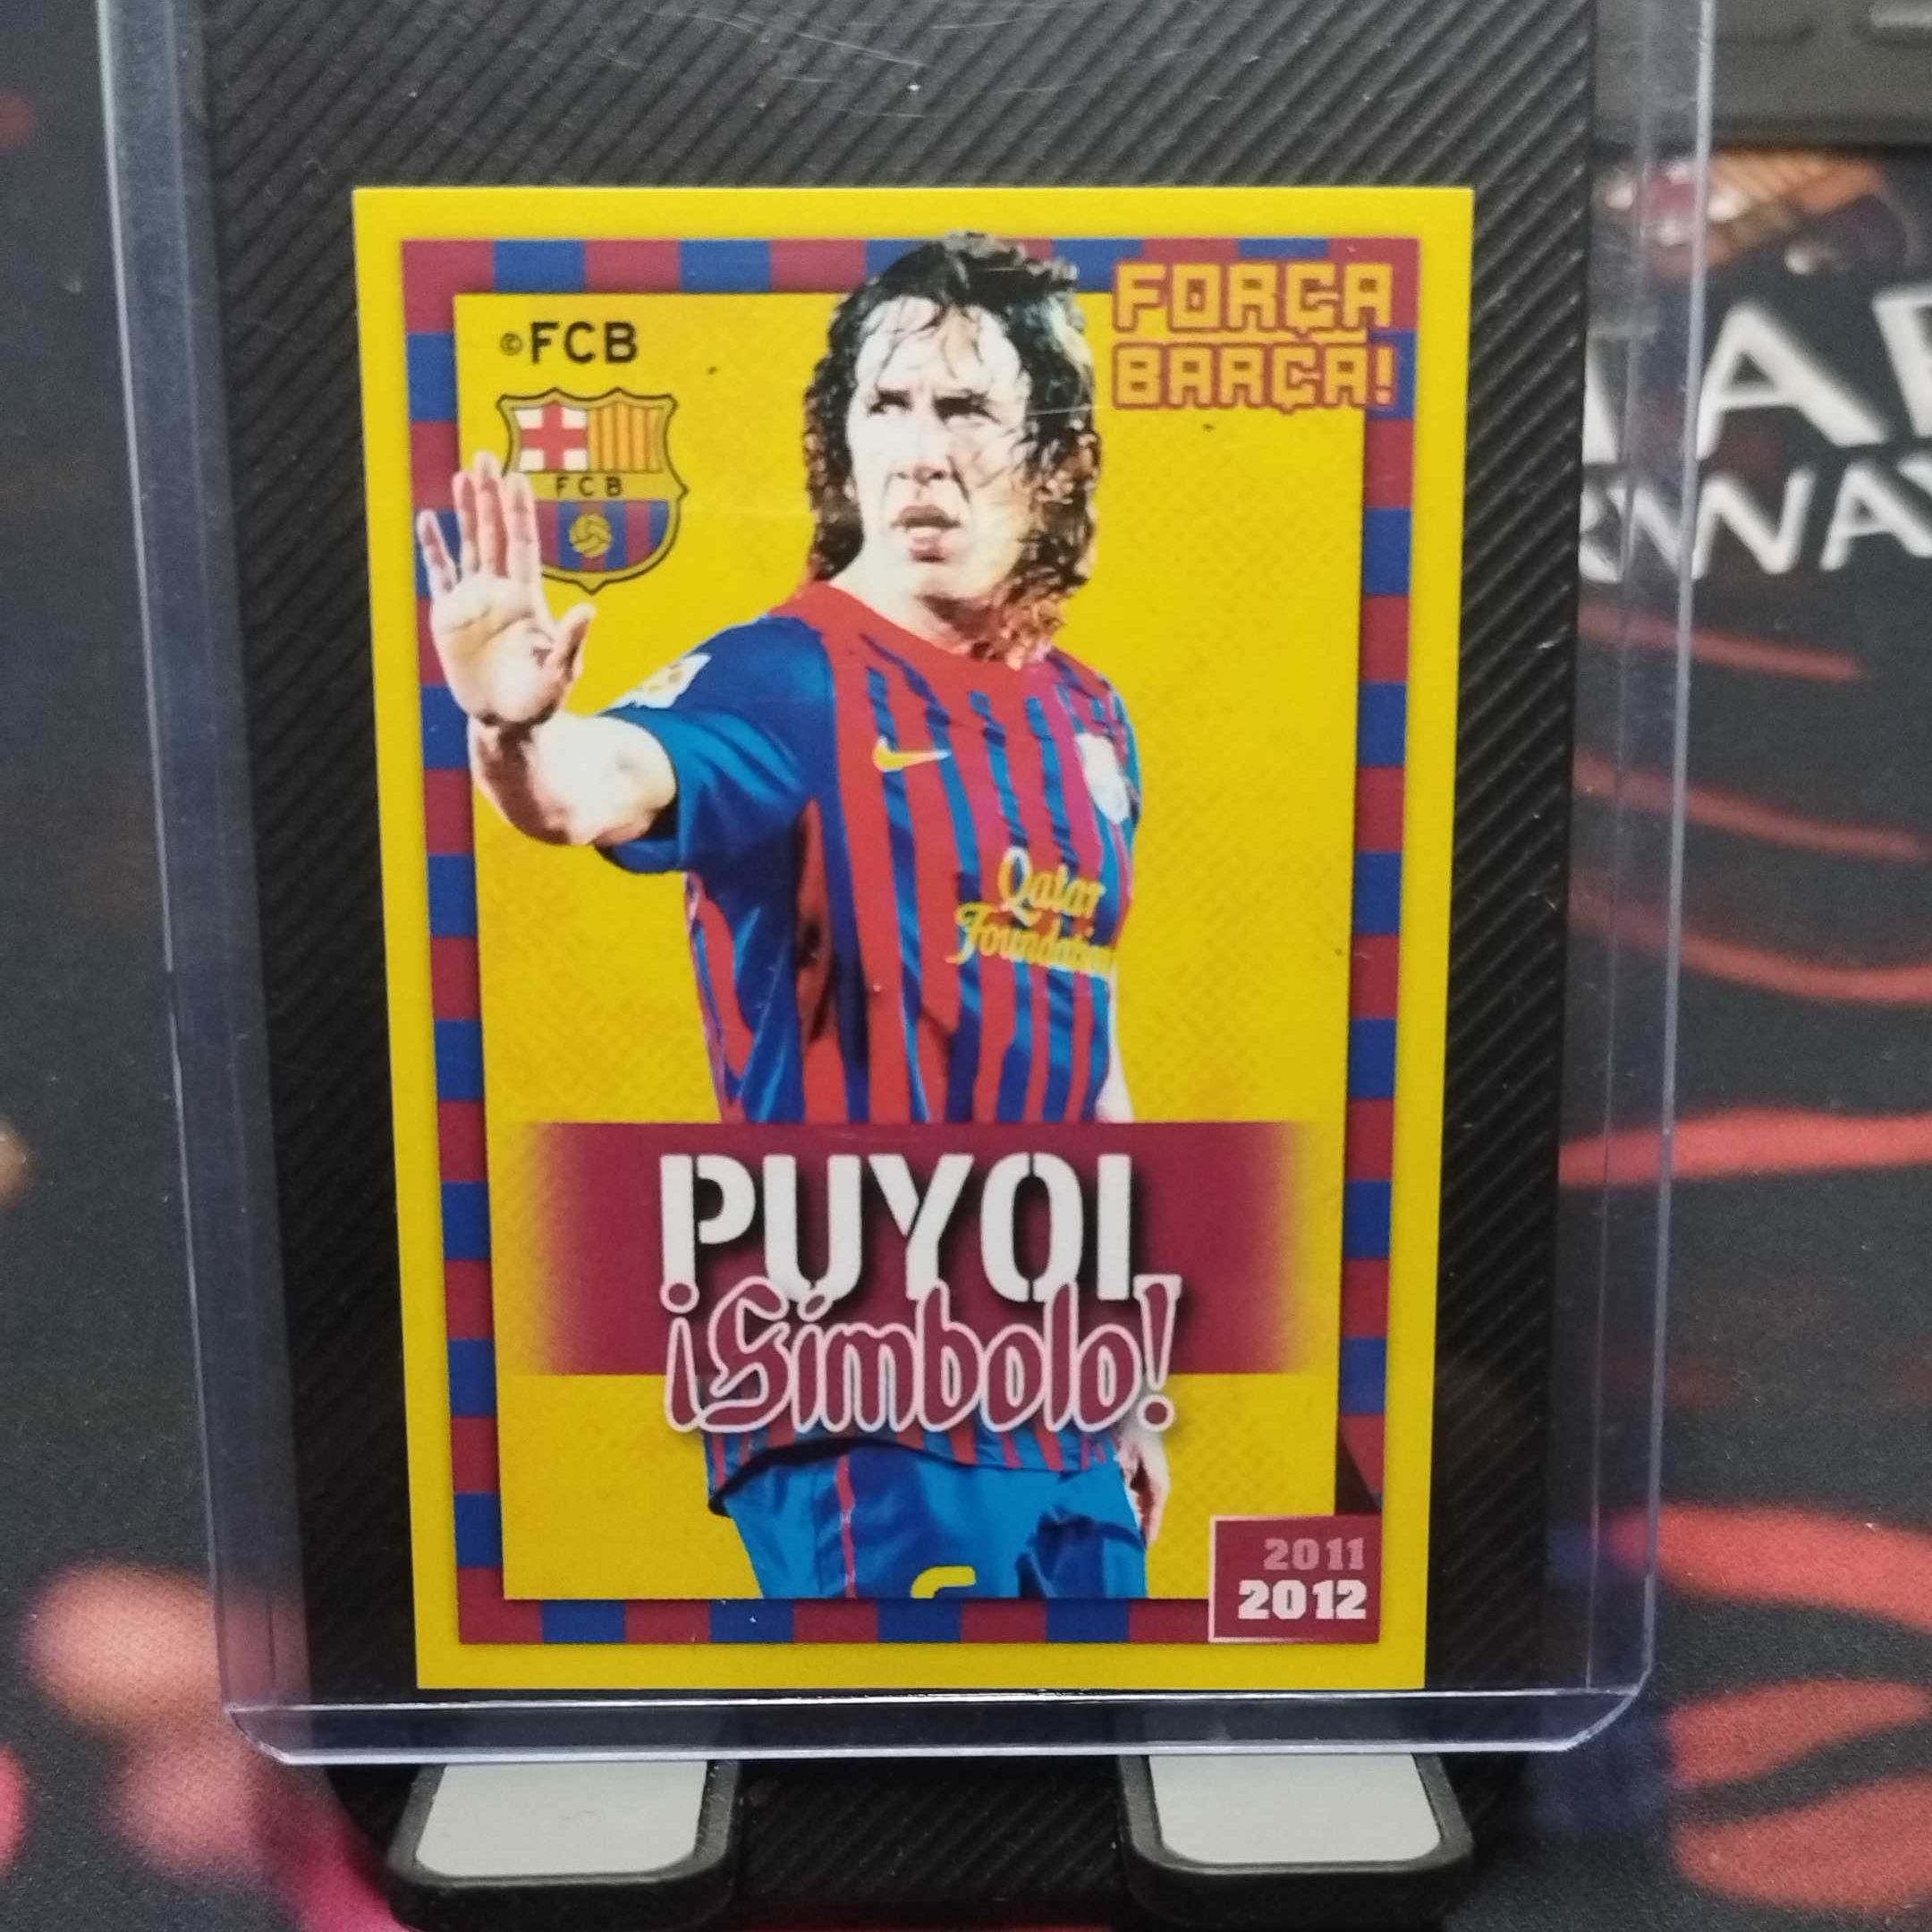 © FCB
FORÇA
BARÇA!
FCB
Qatar
Foundation
PUYOL
¡Símbolo!
2011
2012